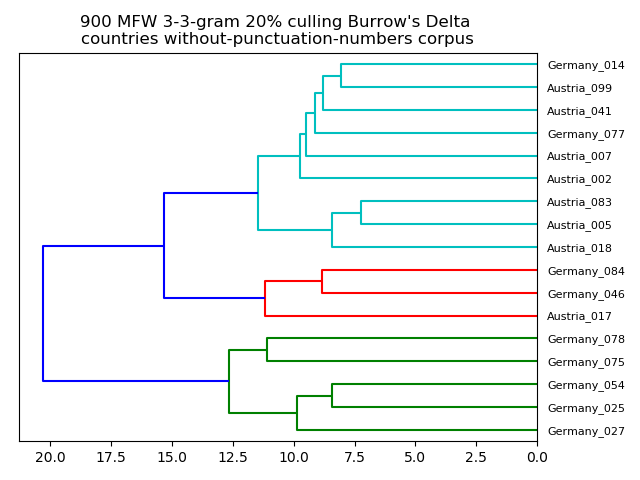 900 MFW 3-3-gram 20% culling Burrow's Delta
countries without-punctuation-numbers corpus
Germany_014
Austria_099
Austria_041
Germany_077
Austria_007
Austria_002
Austria_083
Austria_005
Austria_018
Germany_084
Germany_046
Austria_017
Germany_078
Germany_075
Germany_054
Germany_025
Germany_027
20.0 17.5 15.0 12.5 10.0 7.5 5.0 2.5 0.0